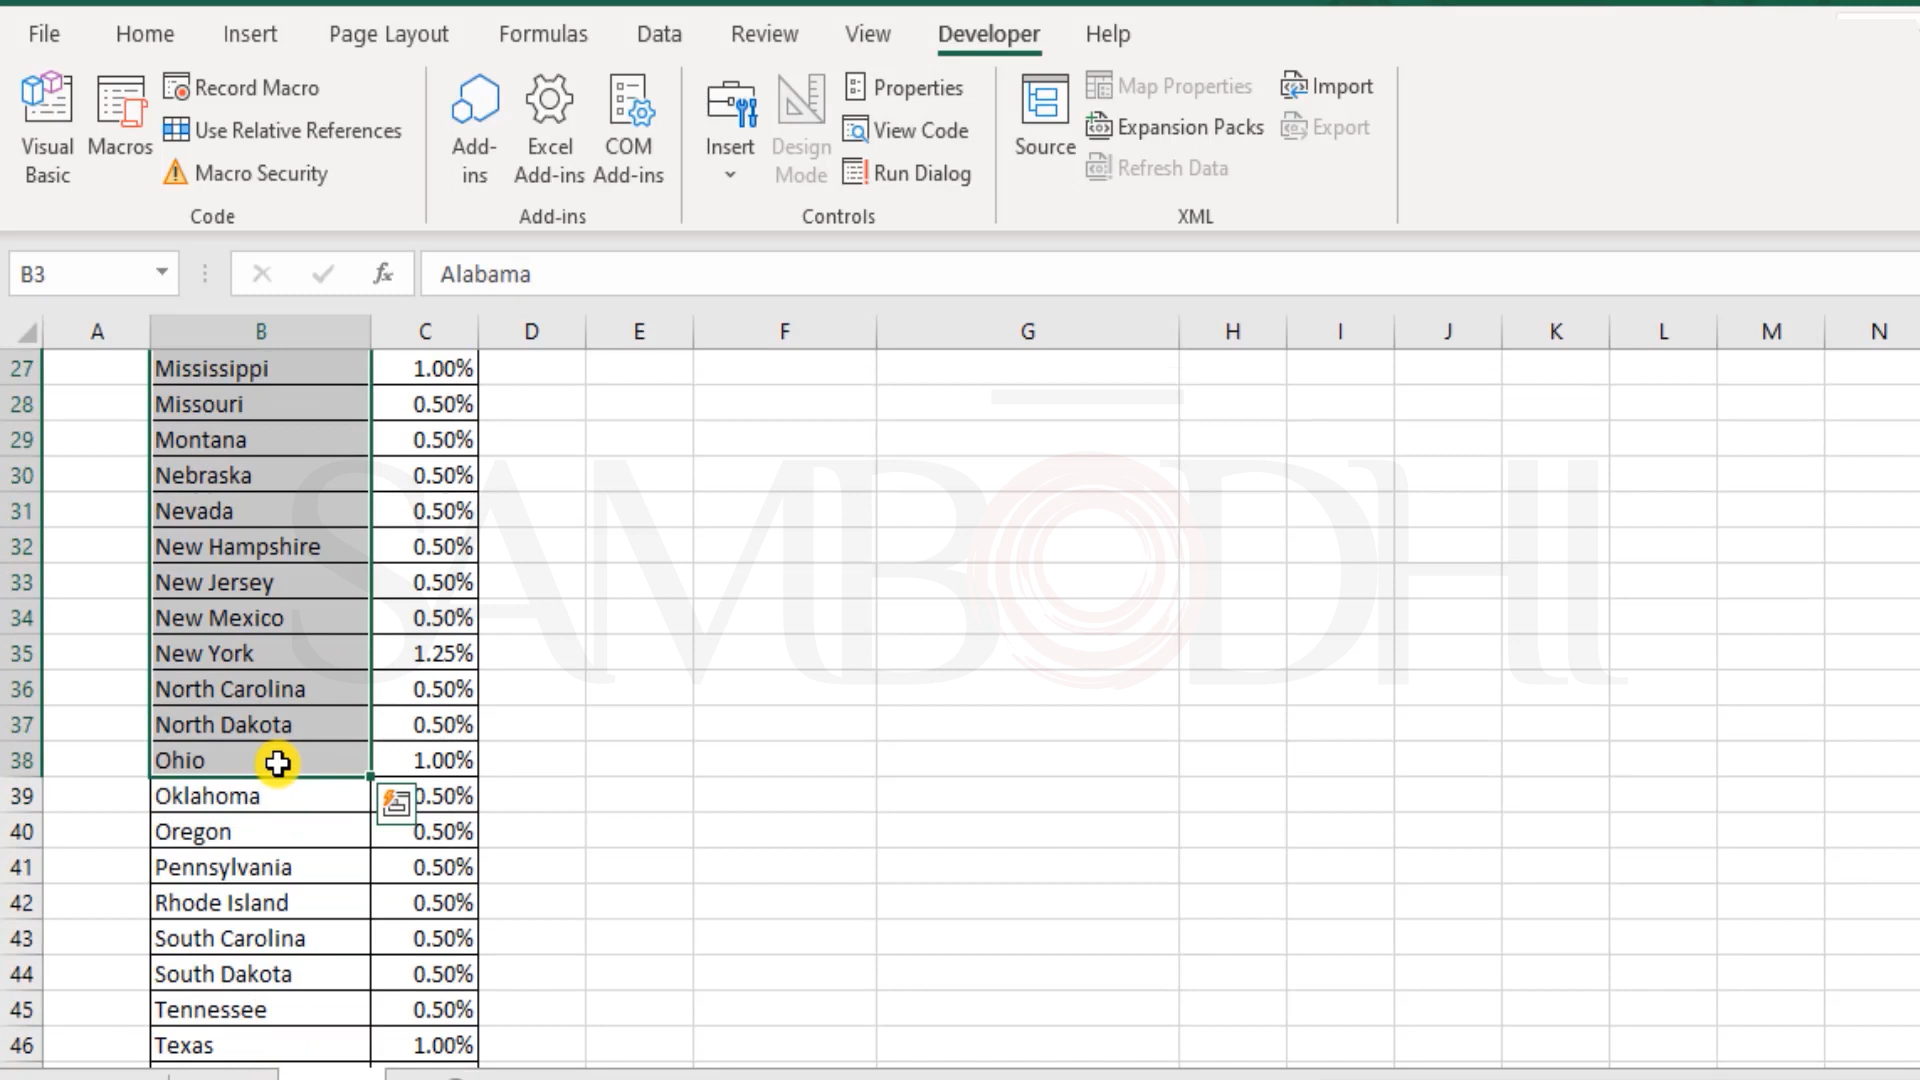 File Home Insert Page Layout Formulas Data Review View Developer Help
Visual Basic
Macros
Record Macro
Use Relative References
Macro Security
Code
Add-ins
Excel Add-ins
COM Add-ins
Add-ins
Insert
Design Mode
Properties
View Code
Run Dialog
Controls
Source
Map Properties
Expansion Packs
Refresh Data
Import
Export
XML
B3 fx Alabama
A B C D E F G H I J K L M N
27 Mississippi 1.00%
28 Missouri 0.50%
29 Montana 0.50%
30 Nebraska 0.50%
31 Nevada 0.50%
32 New Hampshire 0.50%
33 New Jersey 0.50%
34 New Mexico 0.50%
35 New York 1.25%
36 North Carolina 0.50%
37 North Dakota 0.50%
38 Ohio 1.00%
39 Oklahoma 0.50%
40 Oregon 0.50%
41 Pennsylvania 0.50%
42 Rhode Island 0.50%
43 South Carolina 0.50%
44 South Dakota 0.50%
45 Tennessee 0.50%
46 Texas 1.00%
SAMBODHI